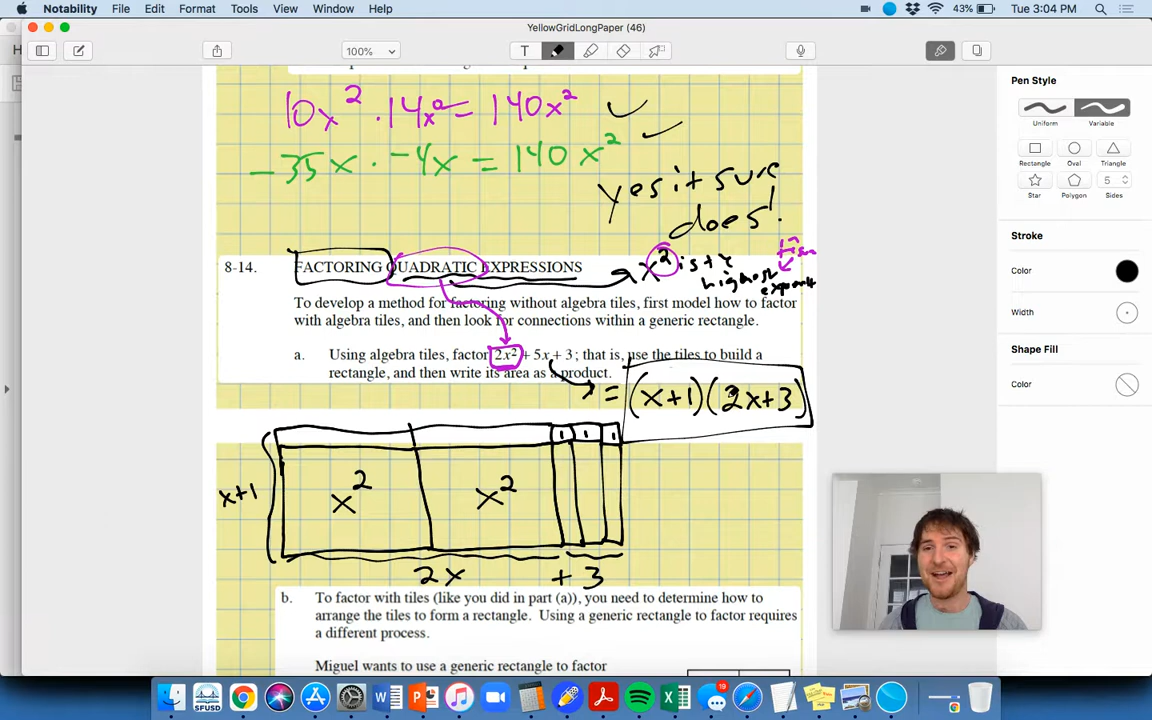 Notability File Edit Format Tools View Window Help 43% Tue 3:04 PM
YellowGridLongPaper (46)
100% T
Pen Style
Uniform Variable
Rectangle Oval Triangle
5
Star Polygon Sides
Stroke
Color
Width
Shape Fill
Color
10x² · 14x² = 140x²
-35x · -4x = 140x²
Yes it sure
does!
8-14. FACTORING QUADRATIC EXPRESSIONS
x² is the
highest
exponent
To develop a method for factoring without algebra tiles, first model how to factor
with algebra tiles, and then look for connections within a generic rectangle.
a. Using algebra tiles, factor 2x² + 5x + 3; that is, use the tiles to build a
rectangle, and then write its area as a product.
= (x+1)(2x+3)
1 1 1
x+1 x² x²
2x + 3
b. To factor with tiles (like you did in part (a)), you need to determine how to
arrange the tiles to form a rectangle. Using a generic rectangle to factor requires
a different process.
Miguel wants to use a generic rectangle to factor
SFUSD
19